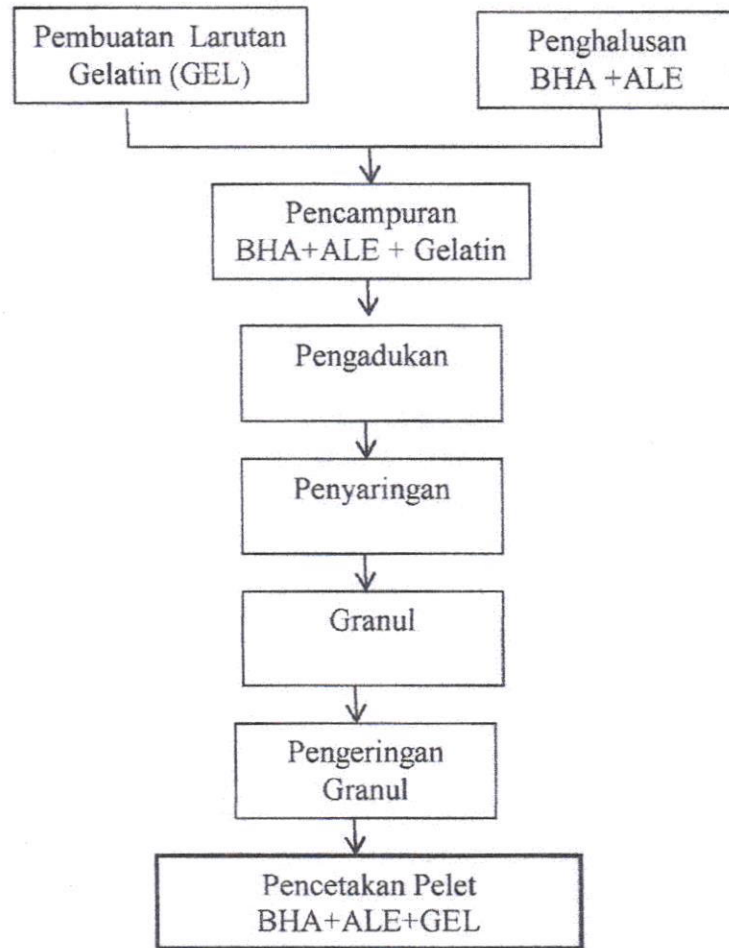 Pembuatan Larutan
Gelatin (GEL)
Penghalusan
BHA +ALE
Pencampuran
BHA+ALE + Gelatin
Pengadukan
Penyaringan
Granul
Pengeringan
Granul
Pencetakan Pelet
BHA+ALE+GEL